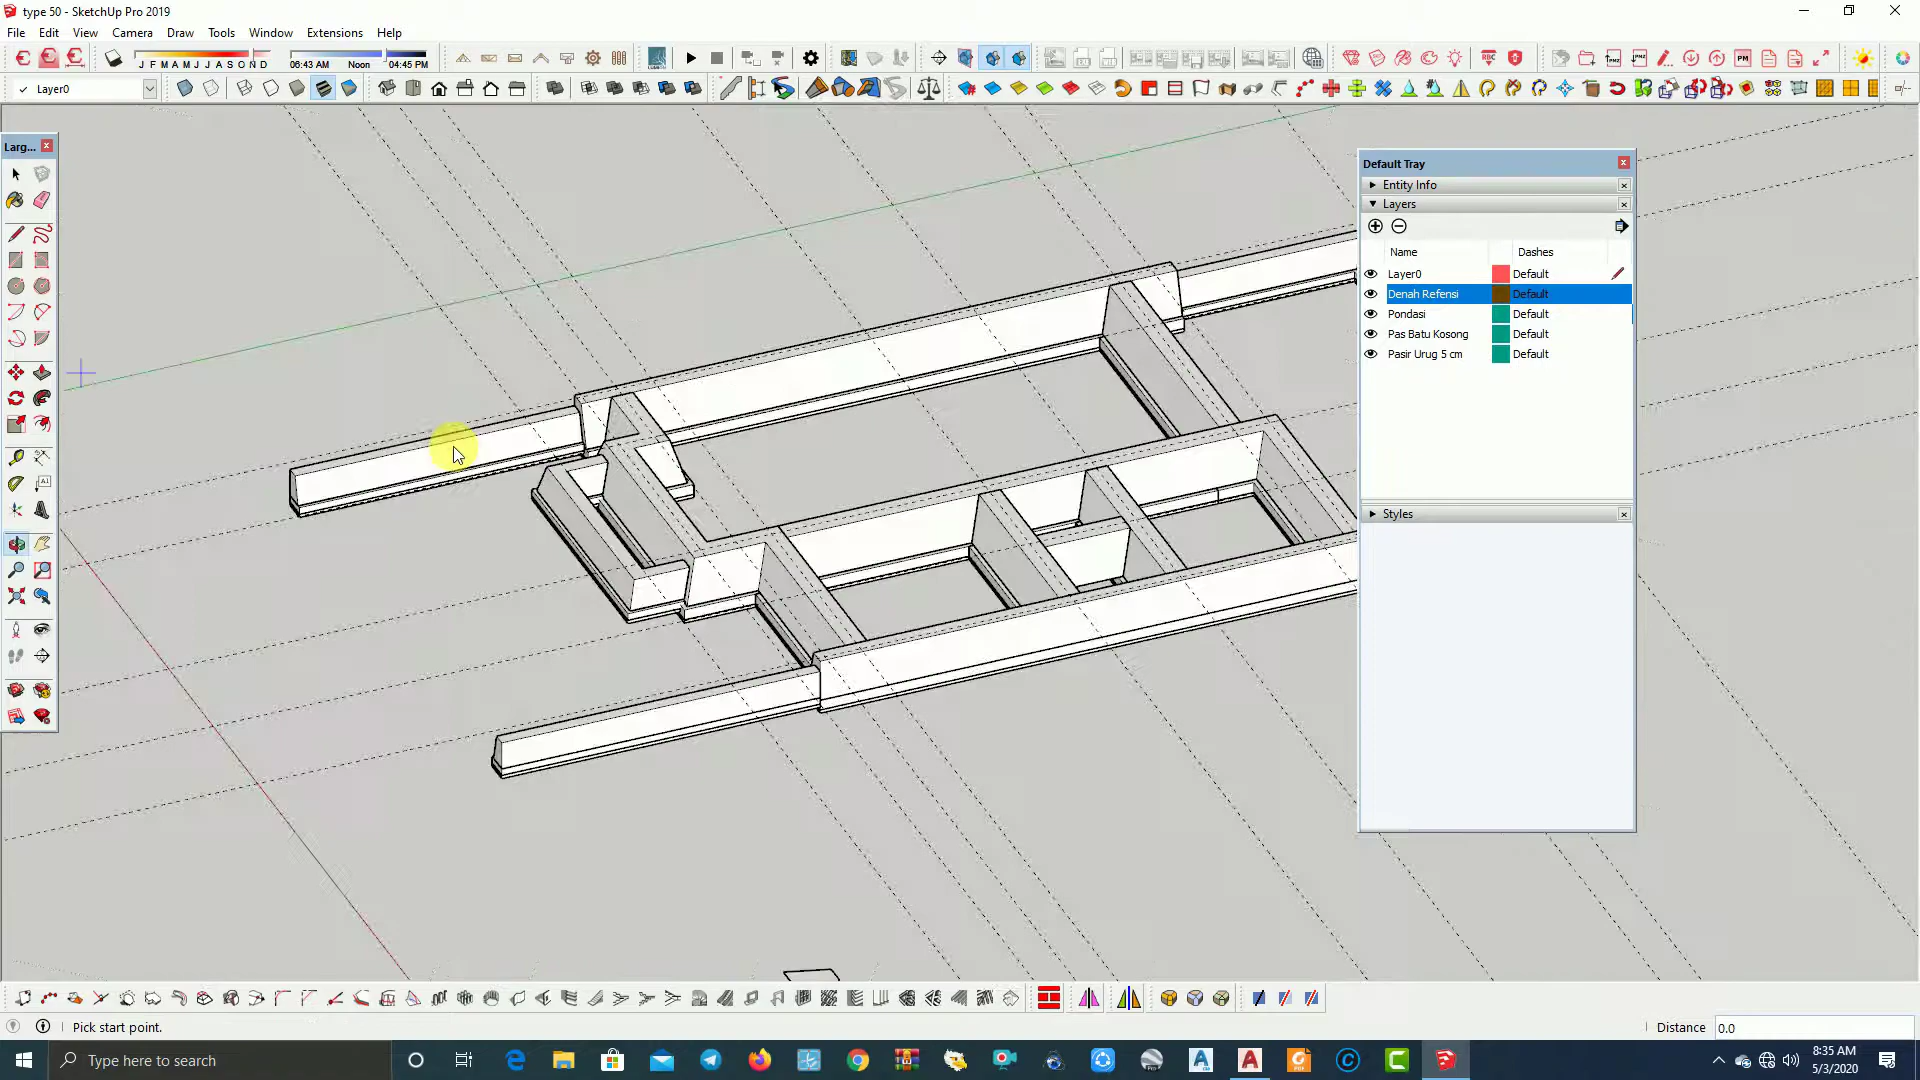 type 50 - SketchUp Pro 2019
File Edit View Camera Draw Tools Window Extensions Help
J F M A M J J A S O N D
06:43 AM Noon 04:45 PM
Layer0
Larg...
Default Tray
Entity Info
Layers
Name Dashes
Layer0 Default
Denah Refensi Default
Pondasi Default
Pas Batu Kosong Default
Pasir Urug 5 cm Default
Styles
Pick start point.
Distance 0.0
Type here to search
8:35 AM
5/3/2020